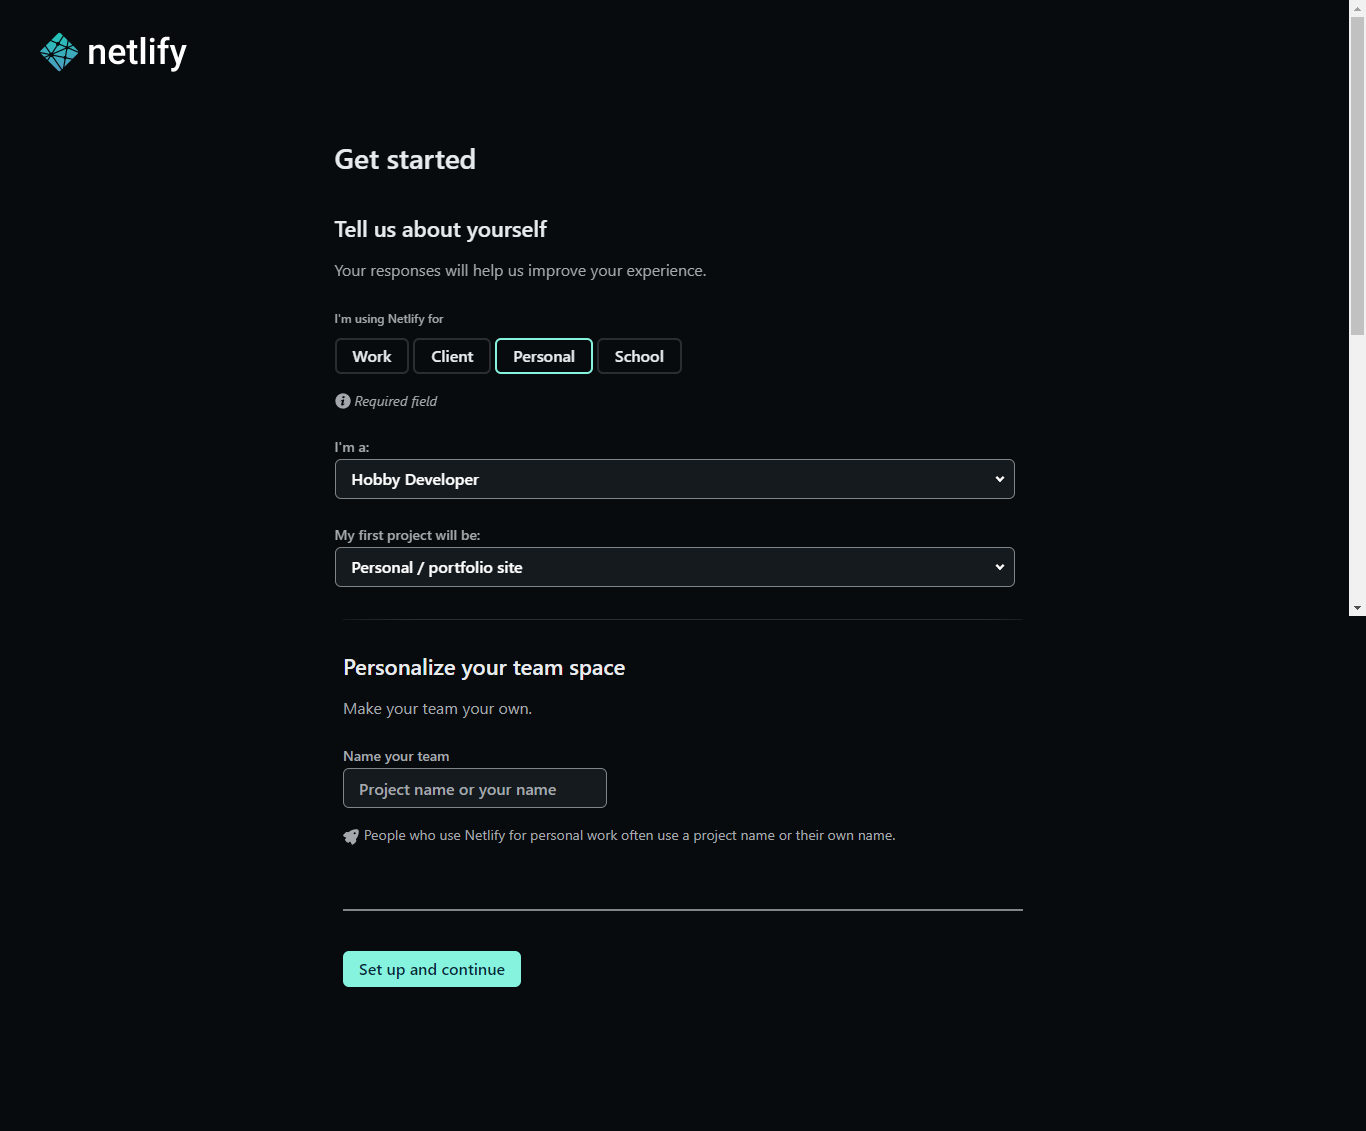 netlify
Get started
Tell us about yourself
Your responses will help us improve your experience.
I'm using Netlify for
Work Client Personal School
Required field
I'm a:
Hobby Developer
My first project will be:
Personal / portfolio site
Personalize your team space
Make your team your own.
Name your team
Project name or your name
People who use Netlify for personal work often use a project name or their own name.
Set up and continue